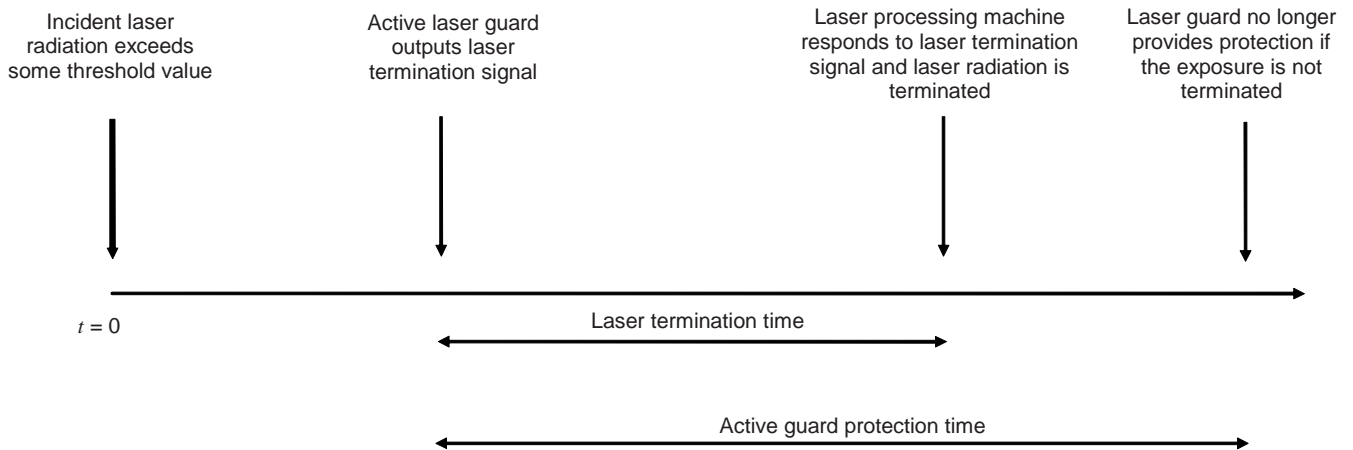 Incident laser
radiation exceeds
some threshold value
Active laser guard
outputs laser
termination signal
Laser processing machine
responds to laser termination
signal and laser radiation is
terminated
Laser guard no longer
provides protection if
the exposure is not
terminated
t = 0
Laser termination time
Active guard protection time